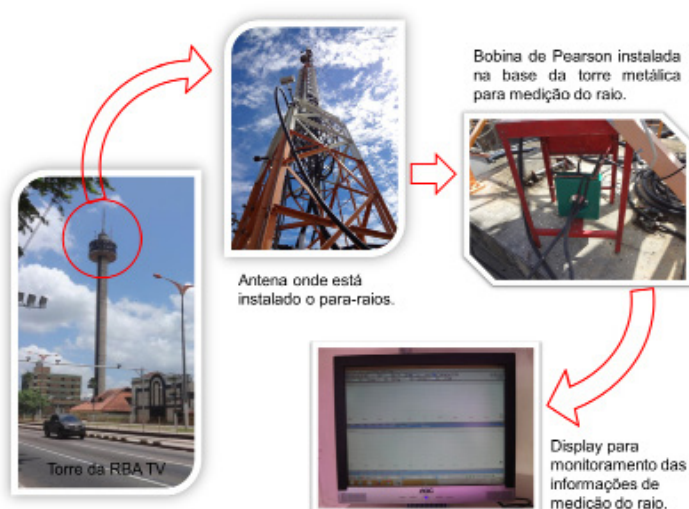 Bobina de Pearson instalada
na base da torre metálica
para medição do raio.
Antena onde está
instalado o para-raios.
Torre da RBA TV
Display para
monitoramento das
informações de
medição do raio.